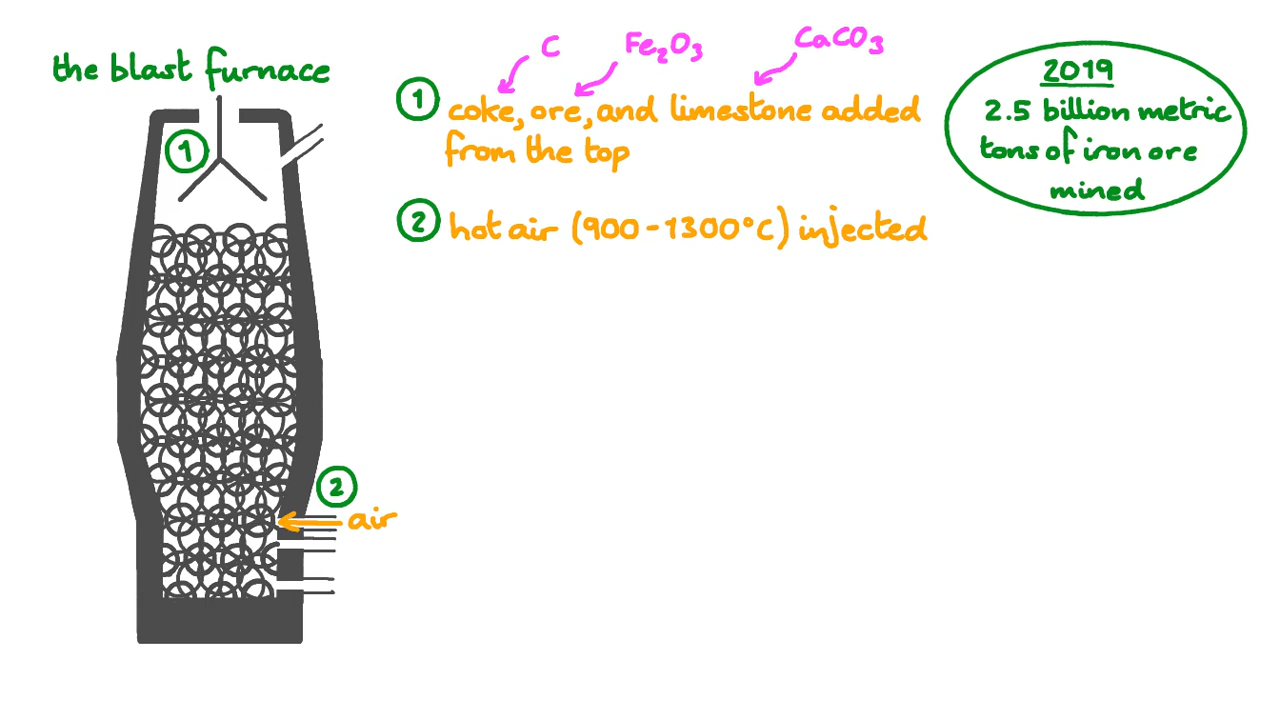 the blast furnace
1
2
air
C Fe₂O₃ CaCO₃
1 coke, ore, and limestone added
from the top
2 hot air (900-1300°C) injected
2019
2.5 billion metric
tons of iron ore
mined